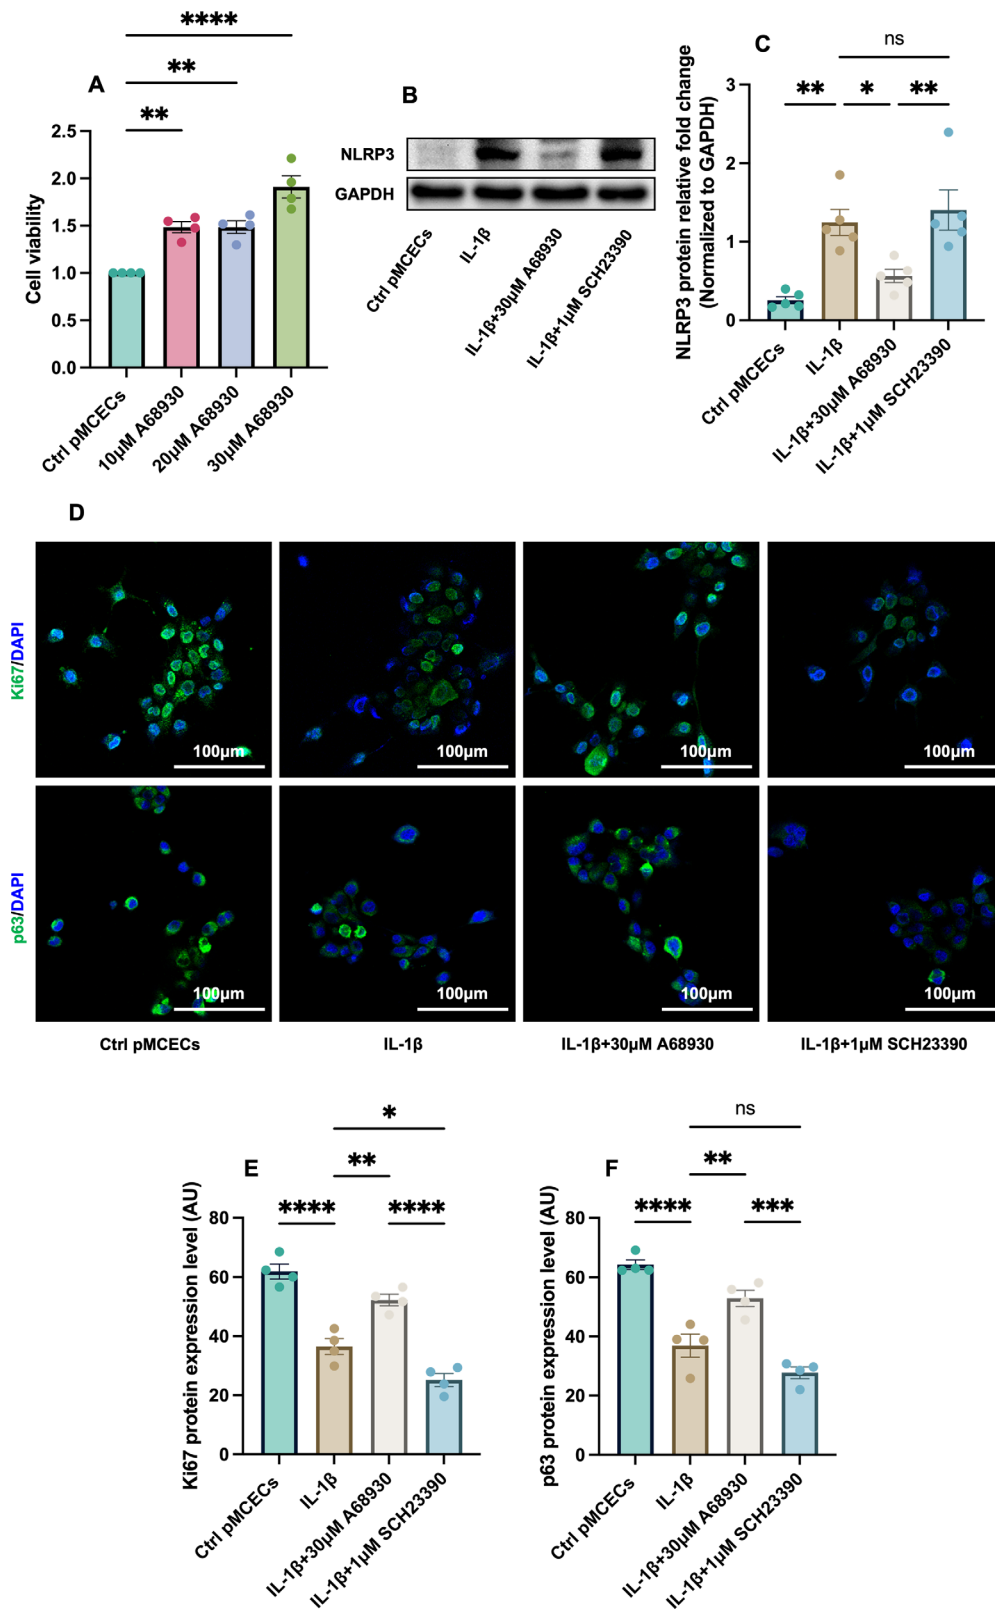 A
****
**
**
Cell viability
2.5
2.0
1.5
1.0
0.5
0.0
Ctrl pMCECs
10μM A68930
20μM A68930
30μM A68930
B
NLRP3
GAPDH
Ctrl pMCECs
IL-1β
IL-1β+30μM A68930
IL-1β+1μM SCH23390
C
ns
** * **
NLRP3 protein relative fold change
(Normalized to GAPDH)
3
2
1
0
Ctrl pMCECs
IL-1β
IL-1β+30μM A68930
IL-1β+1μM SCH23390
D
Ki67/DAPI
100μm 100μm 100μm 100μm
p63/DAPI
100μm 100μm 100μm 100μm
Ctrl pMCECs IL-1β IL-1β+30μM A68930 IL-1β+1μM SCH23390
E
*
**
**** ****
Ki67 protein expression level (AU)
80
60
40
20
0
Ctrl pMCECs
IL-1β
IL-1β+30μM A68930
IL-1β+1μM SCH23390
F
ns
**
**** ***
p63 protein expression level (AU)
80
60
40
20
0
Ctrl pMCECs
IL-1β
IL-1β+30μM A68930
IL-1β+1μM SCH23390